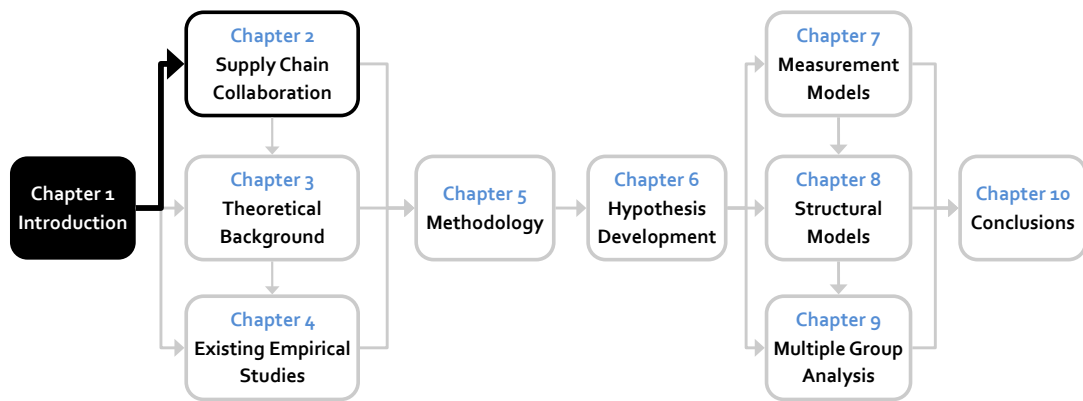 Chapter 1
Introduction
Chapter 2
Supply Chain
Collaboration
Chapter 3
Theoretical
Background
Chapter 4
Existing Empirical
Studies
Chapter 5
Methodology
Chapter 6
Hypothesis
Development
Chapter 7
Measurement
Models
Chapter 8
Structural
Models
Chapter 9
Multiple Group
Analysis
Chapter 10
Conclusions